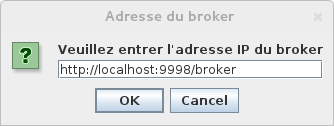 Adresse du broker
Veuillez entrer l'adresse IP du broker
http://localhost:9998/broker
OK Cancel